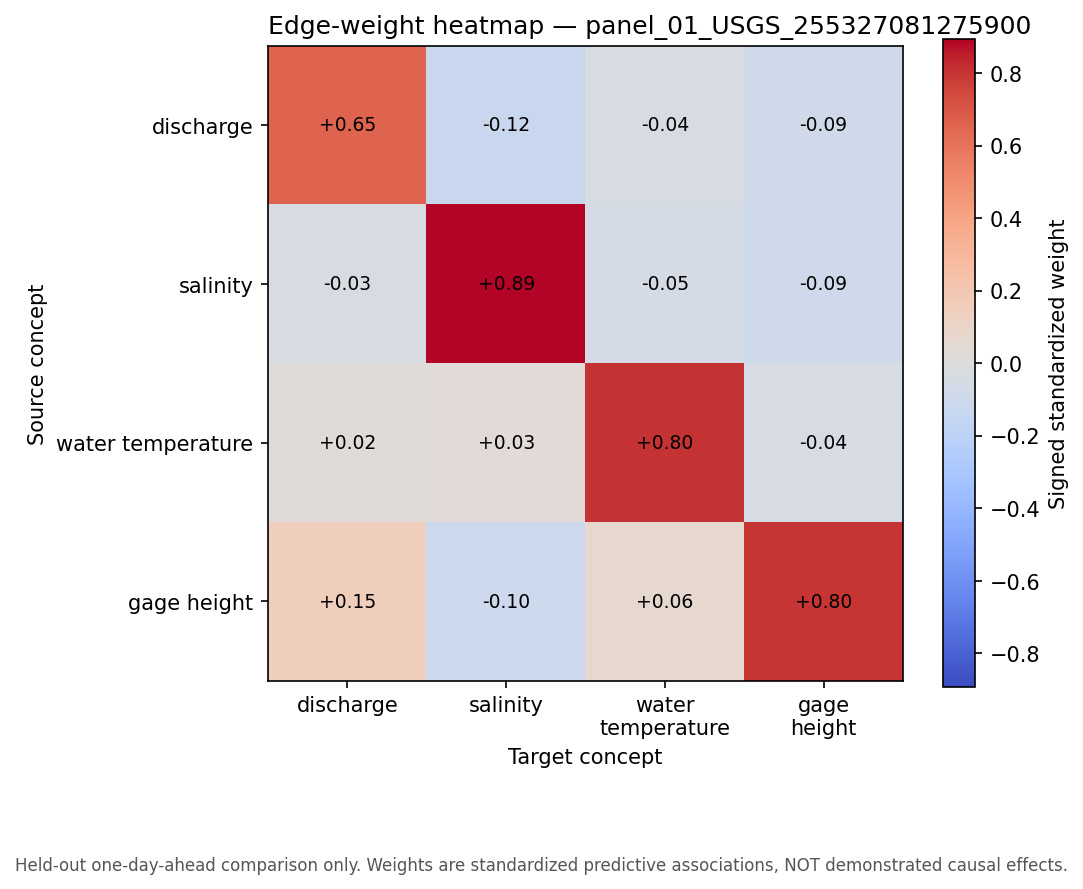 Edge-weight heatmap — panel_01_USGS_255327081275900
discharge
+0.65 -0.12 -0.04 -0.09
salinity
-0.03 +0.89 -0.05 -0.09
water temperature
+0.02 +0.03 +0.80 -0.04
gage height
+0.15 -0.10 +0.06 +0.80
Source concept
discharge salinity water temperature gage height
Target concept
0.8
0.6
0.4
0.2
0.0
−0.2
−0.4
−0.6
−0.8
Signed standardized weight
Held-out one-day-ahead comparison only. Weights are standardized predictive associations, NOT demonstrated causal effects.